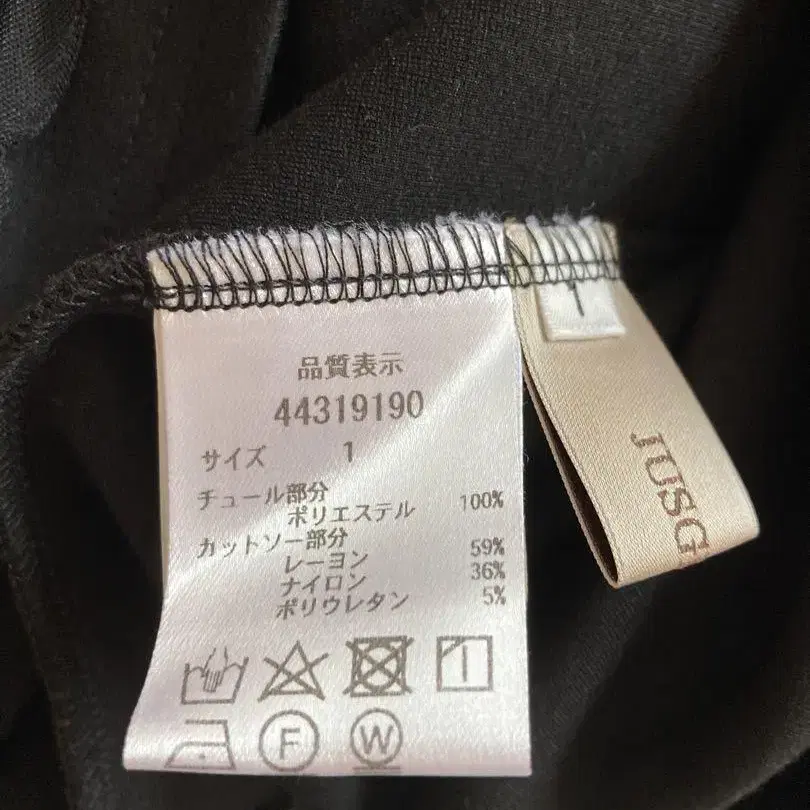 品質表示
44319190
サイズ 1
チュール部分
ポリエステル 100%
カットソー部分
レーヨン 59%
ナイロン 36%
ポリウレタン 5%
F W
1
JUSG